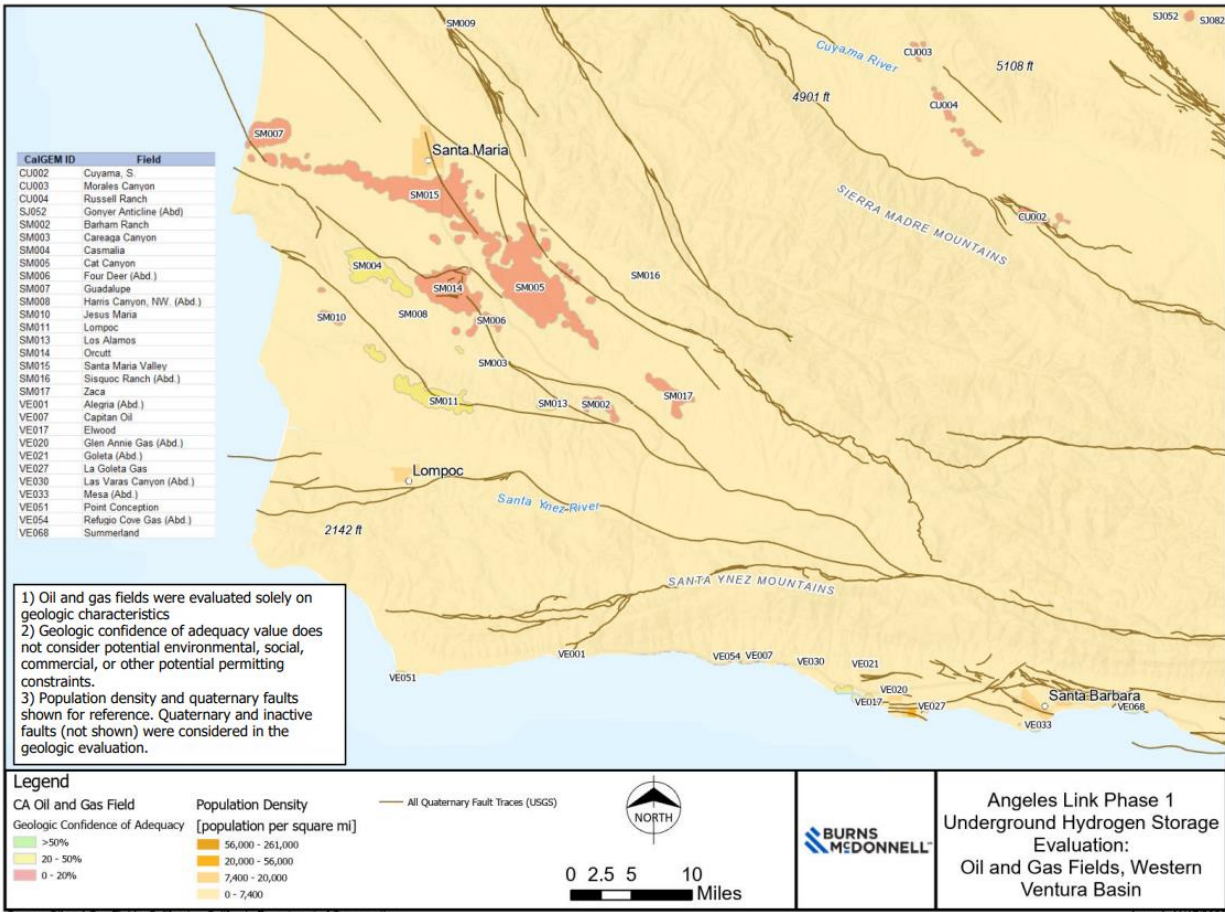 SM009
SJ052
SJ082
Cuyama River
CU003
5108 ft
4901 ft
CU004
SM007
Santa Maria
CalGEM ID Field
CU002 Cuyama, S.
CU003 Morales Canyon
CU004 Russell Ranch
SJ052 Gonyer Anticline (Abd)
SM002 Barham Ranch
SM003 Careaga Canyon
SM004 Casmalia
SM005 Cat Canyon
SM006 Four Deer (Abd.)
SM007 Guadalupe
SM008 Harris Canyon, NW. (Abd.)
SM010 Jesus Maria
SM011 Lompoc
SM013 Los Alamos
SM014 Orcutt
SM015 Santa Maria Valley
SM016 Sisquoc Ranch (Abd.)
SM017 Zaca
VE001 Alegria (Abd.)
VE007 Capitan Oil
VE017 Elwood
VE020 Glen Annie Gas (Abd.)
VE021 Goleta (Abd.)
VE027 La Goleta Gas
VE030 Las Varas Canyon (Abd.)
VE033 Mesa (Abd.)
VE051 Point Conception
VE054 Refugio Cove Gas (Abd.)
VE068 Summerland
SM015
SIERRA MADRE MOUNTAINS
CU002
SM004
SM016
SM014
SM005
SM010
SM008
SM006
SM003
SM011
SM013
SM002
SM017
Lompoc
Santa Ynez River
2142 ft
SANTA YNEZ MOUNTAINS
VE001
VE054
VE007
VE030
VE021
VE051
VE020
VE017
VE027
Santa Barbara
VE068
VE033
1) Oil and gas fields were evaluated solely on
geologic characteristics
2) Geologic confidence of adequacy value does
not consider potential environmental, social,
commercial, or other potential permitting
constraints.
3) Population density and quaternary faults
shown for reference. Quaternary and inactive
faults (not shown) were considered in the
geologic evaluation.
Legend
CA Oil and Gas Field
Geologic Confidence of Adequacy
>50%
20 - 50%
0 - 20%
Population Density
[population per square mi]
56,000 - 261,000
20,000 - 56,000
7,400 - 20,000
0 - 7,400
All Quaternary Fault Traces (USGS)
NORTH
0 2.5 5 10
Miles
BURNS
McDONNELL
Angeles Link Phase 1
Underground Hydrogen Storage
Evaluation:
Oil and Gas Fields, Western
Ventura Basin